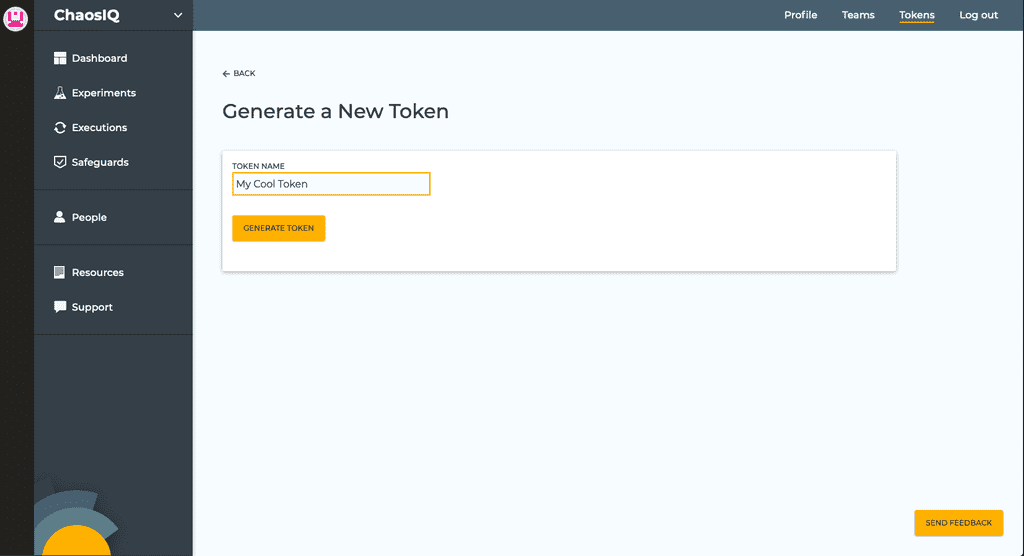 ChaosIQ
Profile Teams Tokens Log out
Dashboard
Experiments
Executions
Safeguards
People
Resources
Support
← BACK
Generate a New Token
TOKEN NAME
My Cool Token
GENERATE TOKEN
SEND FEEDBACK